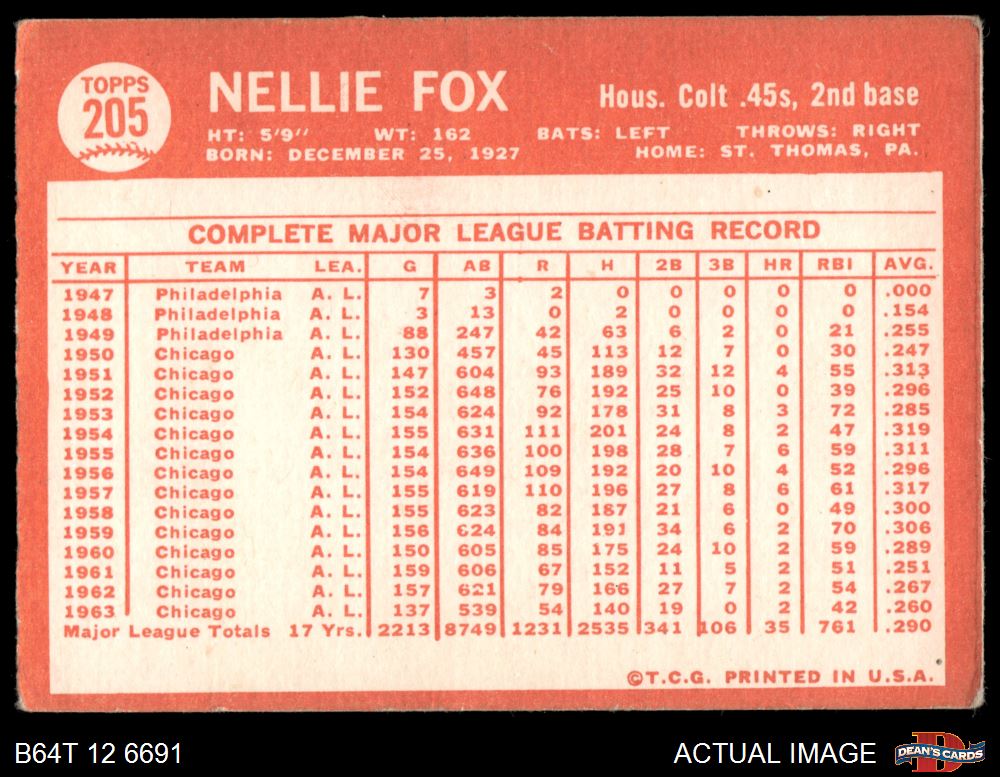 TOPPS
205
NELLIE FOX
Hous. Colt .45s, 2nd base
HT: 5'9" WT: 162 BATS: LEFT THROWS: RIGHT
BORN: DECEMBER 25, 1927 HOME: ST. THOMAS, PA.
COMPLETE MAJOR LEAGUE BATTING RECORD
YEAR TEAM LEA. G AB R H 2B 3B HR RBI AVG.
1947 Philadelphia A. L. 7 3 2 0 0 0 0 0 .000
1948 Philadelphia A. L. 3 13 0 2 0 0 0 0 .154
1949 Philadelphia A. L. 88 247 42 63 6 2 0 21 .255
1950 Chicago A. L. 130 457 45 113 12 7 0 30 .247
1951 Chicago A. L. 147 604 93 189 32 12 4 55 .313
1952 Chicago A. L. 152 648 76 192 25 10 0 39 .296
1953 Chicago A. L. 154 624 92 178 31 8 3 72 .285
1954 Chicago A. L. 155 631 111 201 24 8 2 47 .319
1955 Chicago A. L. 154 636 100 198 28 7 6 59 .311
1956 Chicago A. L. 154 649 109 192 20 10 4 52 .296
1957 Chicago A. L. 155 619 110 196 27 8 6 61 .317
1958 Chicago A. L. 155 623 82 187 21 6 0 49 .300
1959 Chicago A. L. 156 624 84 191 34 6 2 70 .306
1960 Chicago A. L. 150 605 85 175 24 10 2 59 .289
1961 Chicago A. L. 159 606 67 152 11 5 2 51 .251
1962 Chicago A. L. 157 621 79 166 27 7 2 54 .267
1963 Chicago A. L. 137 539 54 140 19 0 2 42 .260
Major League Totals 17 Yrs. 2213 8749 1231 2535 341 106 35 761 .290
©T.C.G. PRINTED IN U.S.A.
B64T 12 6691
ACTUAL IMAGE
D
DEAN'S CARDS